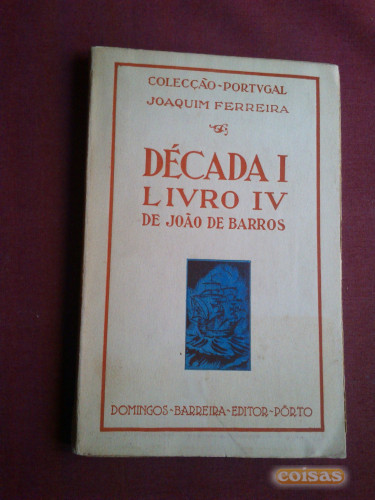 COLECÇÃO-PORTVGAL
JOAQUIM FERREIRA
DÉCADA I
LIVRO IV
DE JOÃO DE BARROS
DOMINGOS-BARREIRA-EDITOR-PÔRTO
coisas